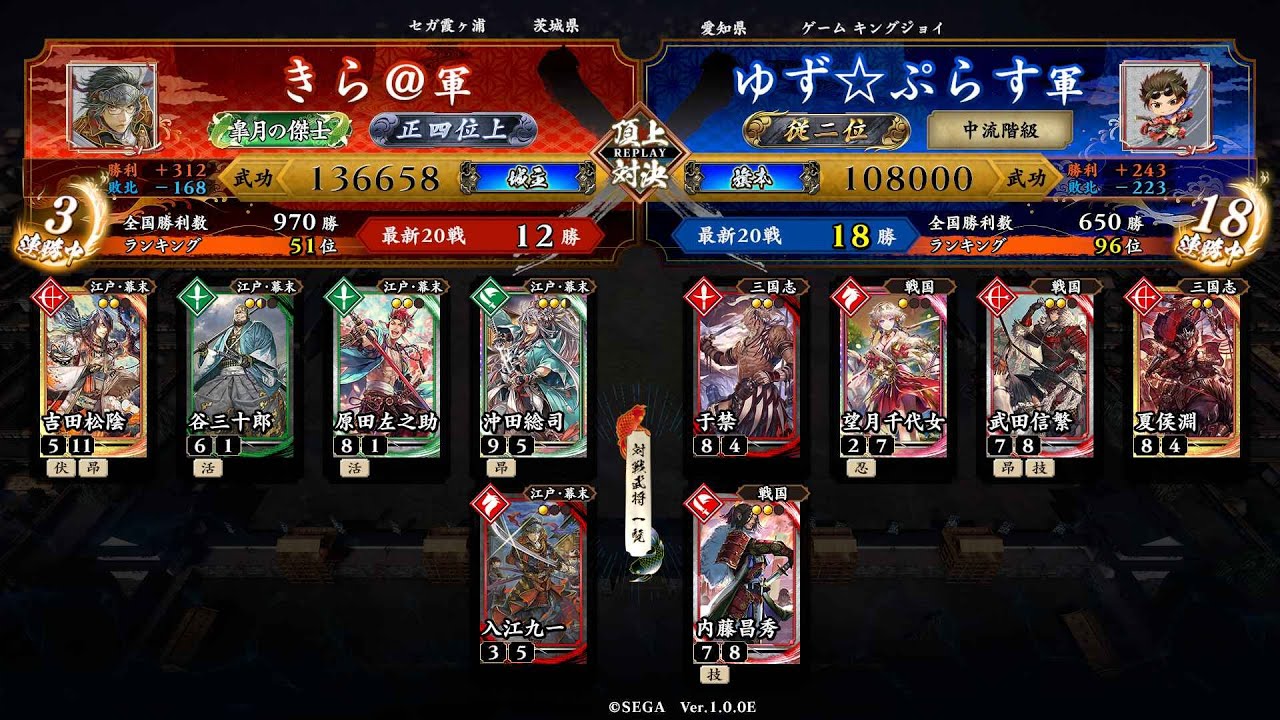 セガ霞ヶ浦 茨城県
愛知県 ゲーム キングジョイ
きら@軍
ゆず☆ぷらす軍
皐月の傑士 正四位上
従二位 中流階級
頂上
REPLAY
対決
勝利 +312
敗北 -168
武功 136658 城主
旗本 108000 武功
勝利 +243
敗北 -223
3
連勝中
全国勝利数 970勝
ランキング 51位
最新20戦 12勝
最新20戦 18勝
全国勝利数 650勝
ランキング 96位
18
連勝中
江戸・幕末
吉田松陰
5 11
伏 昂
江戸・幕末
谷三十郎
6 1
活
江戸・幕末
原田左之助
8 1
活
江戸・幕末
沖田総司
9 5
昂
江戸・幕末
入江九一
3 5
対戦武将一覧
三国志
于禁
8 4
戦国
望月千代女
2 7
忍
戦国
武田信繁
7 8
昂 技
三国志
夏侯淵
8 4
戦国
内藤昌秀
7 8
技
©SEGA Ver.1.0.0E